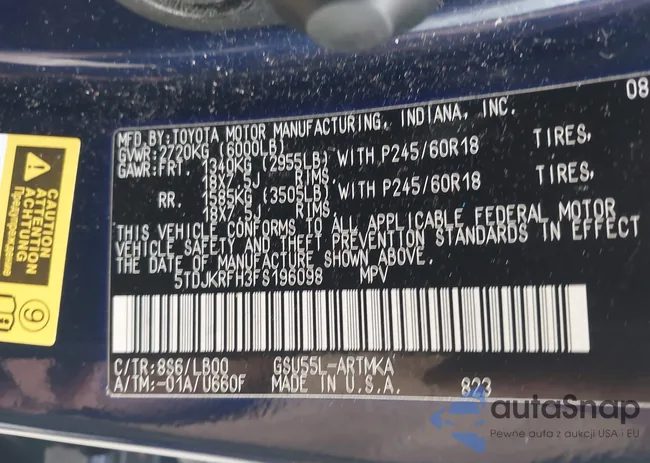 08
MFD.BY:TOYOTA MOTOR MANUFACTURING, INDIANA, INC.
GVWR:2720KG (6000LB)
GAWR:FRT. 1340KG (2955LB) WITH P245/60R18 TIRES,
18X7.5J RIMS.
RR. 1585KG (3505LB) WITH P245/60R18 TIRES,
18X7.5J RIMS.
THIS VEHICLE CONFORMS TO ALL APPLICABLE FEDERAL MOTOR
VEHICLE SAFETY AND THEFT PREVENTION STANDARDS IN EFFECT
THE DATE OF MANUFACTURE SHOWN ABOVE.
5TDJKRFH3FS196098 MPV
C/TR:8S6/LB00 GSU55L-ARTMKA
A/TM:-01A/U660F MADE IN U.S.A. 823
CAUTION
ATTENTION
ACHTUNG
9
autoSnap
Pewne auta z aukcji USA i EU